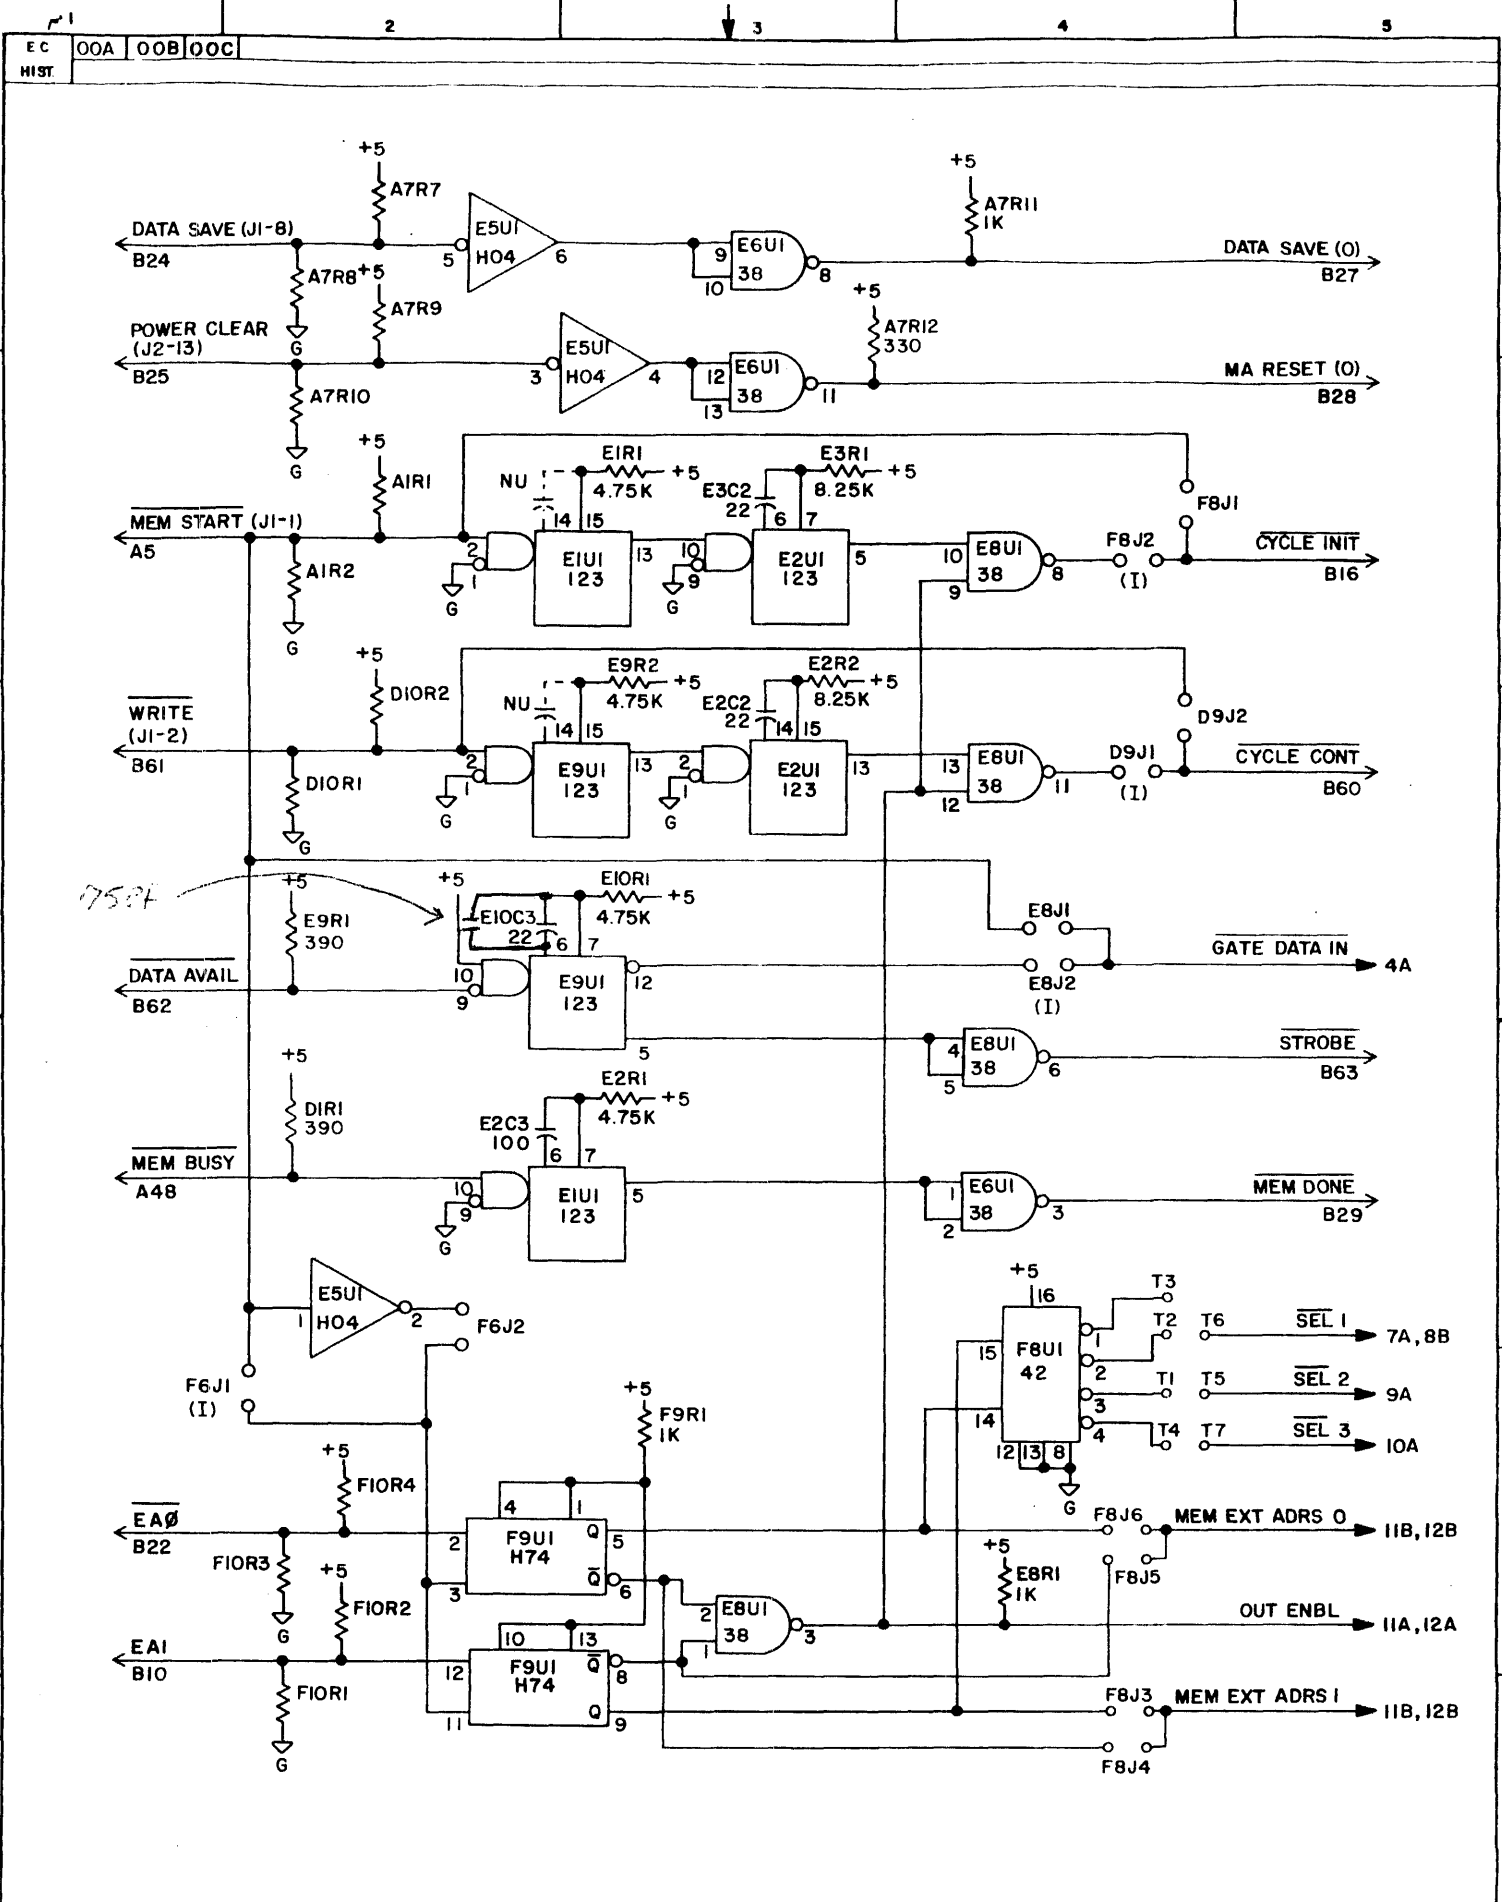 2 3 4 5
EC HIST. 00A 00B 00C
+5
A7R7
+5
A7R11
1K
DATA SAVE (J1-8)
B24
5 E5U1 H04 6
9 10 E6U1 38 8
DATA SAVE (0)
B27
A7R8
G
+5
A7R9
+5
A7R12
330
POWER CLEAR
(J2-13)
B25
3 E5U1 H04 4
12 13 E6U1 38 11
MA RESET (0)
B28
A7R10
G
+5
A1R1
NU
E1R1
4.75K
+5
E3C2
22
E3R1
8.25K
+5
F8J1
MEM START (J1-1)
A5
A1R2
G
2 1 G
14 15
E1U1
123
13
10 9 G
6 7
E2U1
123
5
10 9
E8U1
38
8
F8J2
(I)
CYCLE INIT
B16
+5
D10R2
NU
E9R2
4.75K
+5
E2C2
22
E2R2
8.25K
+5
D9J2
WRITE
(J1-2)
B61
D10R1
G
2 1 G
14 15
E9U1
123
13
2 1 G
14 15
E2U1
123
13
13 12
E8U1
38
11
D9J1
(I)
CYCLE CONT
B60
+5
E9R1
390
+5
E10C3
22
E10R1
4.75K
+5
E8J1
DATA AVAIL
B62
10 9
6 7
E9U1
123
12
5
E8J2
(I)
GATE DATA IN
4A
4 5
E8U1
38
6
STROBE
B63
+5
D1R1
390
E2C3
100
E2R1
4.75K
+5
MEM BUSY
A48
10 9 G
6 7
E1U1
123
5
1 2
E6U1
38
3
MEM DONE
B29
1 E5U1 H04 2
F6J2
F6J1
(I)
+5
16
15
14
F8U1
42
1 2 3 4
12 13 8
G
T3
T2 T6 SEL 1 7A,8B
T1 T5 SEL 2 9A
T4 T7 SEL 3 10A
+5
F9R1
1K
+5
F10R4
EAØ
B22
F10R3
G
2 3 4 1
F9U1
H74
Q 5
Q 6
F8J6
F8J5
MEM EXT ADRS 0
11B,12B
+5
E8R1
1K
+5
F10R2
2 1
E8U1
38
3
OUT ENBL
11A,12A
EA1
B10
F10R1
G
12 11 10 13
F9U1
H74
Q 8
Q 9
F8J3
F8J4
MEM EXT ADRS 1
11B,12B